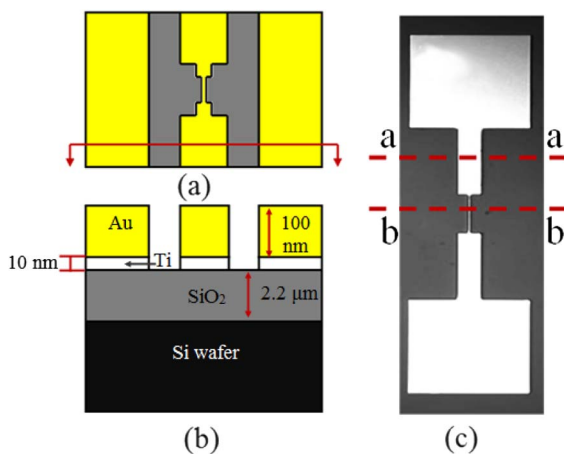 (a)
Au
100
nm
10 nm
Ti
SiO₂
2.2 μm
Si wafer
(b)
a a
b b
(c)